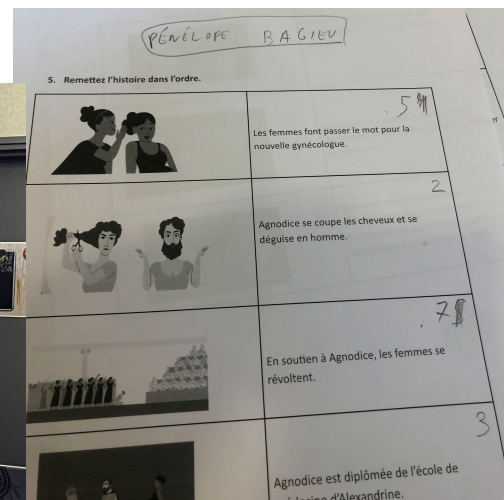 PÉNÉLOPE BAGIEU
5. Remettez l'histoire dans l'ordre.
5
Les femmes font passer le mot pour la
nouvelle gynécologue.
2
Agnodice se coupe les cheveux et se
déguise en homme.
7
En soutien à Agnodice, les femmes se
révoltent.
3
Agnodice est diplômée de l'école de
d'Alexandrine.